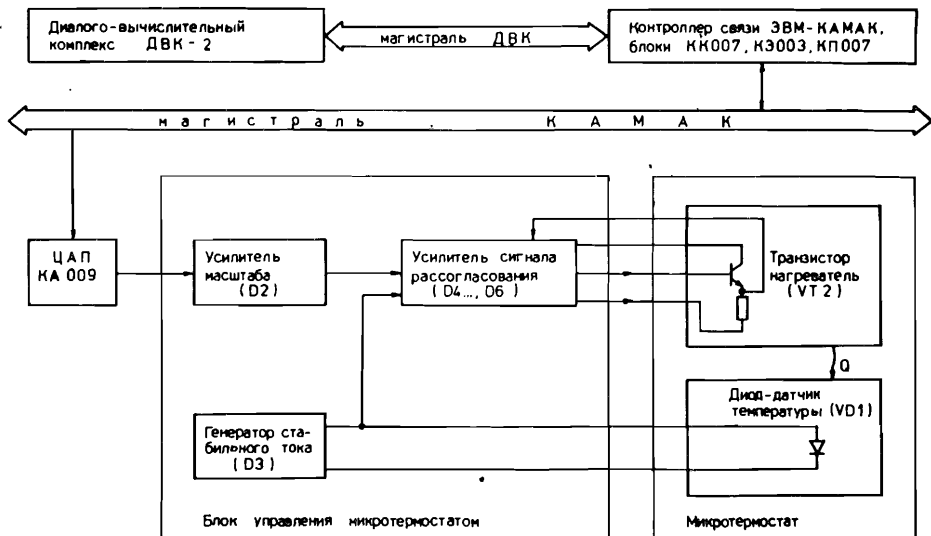 Диалого-вычислительный
комплекс ДВК-2
магистраль ДВК
Контроллер связи ЭВМ-КАМАК,
блоки КК007, КЭ003, КП007
магистраль КАМАК
ЦАП
КА 009
Усилитель
масштаба
(D2)
Усилитель сигнала
рассогласования
(D4..., D6)
Транзистор
нагреватель
(VT2)
Q
Диод-датчик
температуры (VD1)
Генератор ста-
бильного тока
(D3)
Блок управления микротермостатом
Микротермостат